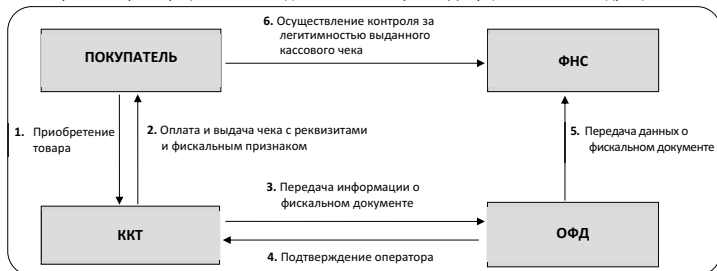 6. Осуществление контроля за
легитимностью выданного
кассового чека
ПОКУПАТЕЛЬ
ФНС
1. Приобретение
товара
2. Оплата и выдача чека с реквизитами
и фискальным признаком
5. Передача данных о
фискальном документе
3. Передача информации о
фискальном документе
ККТ
ОФД
4. Подтверждение оператора